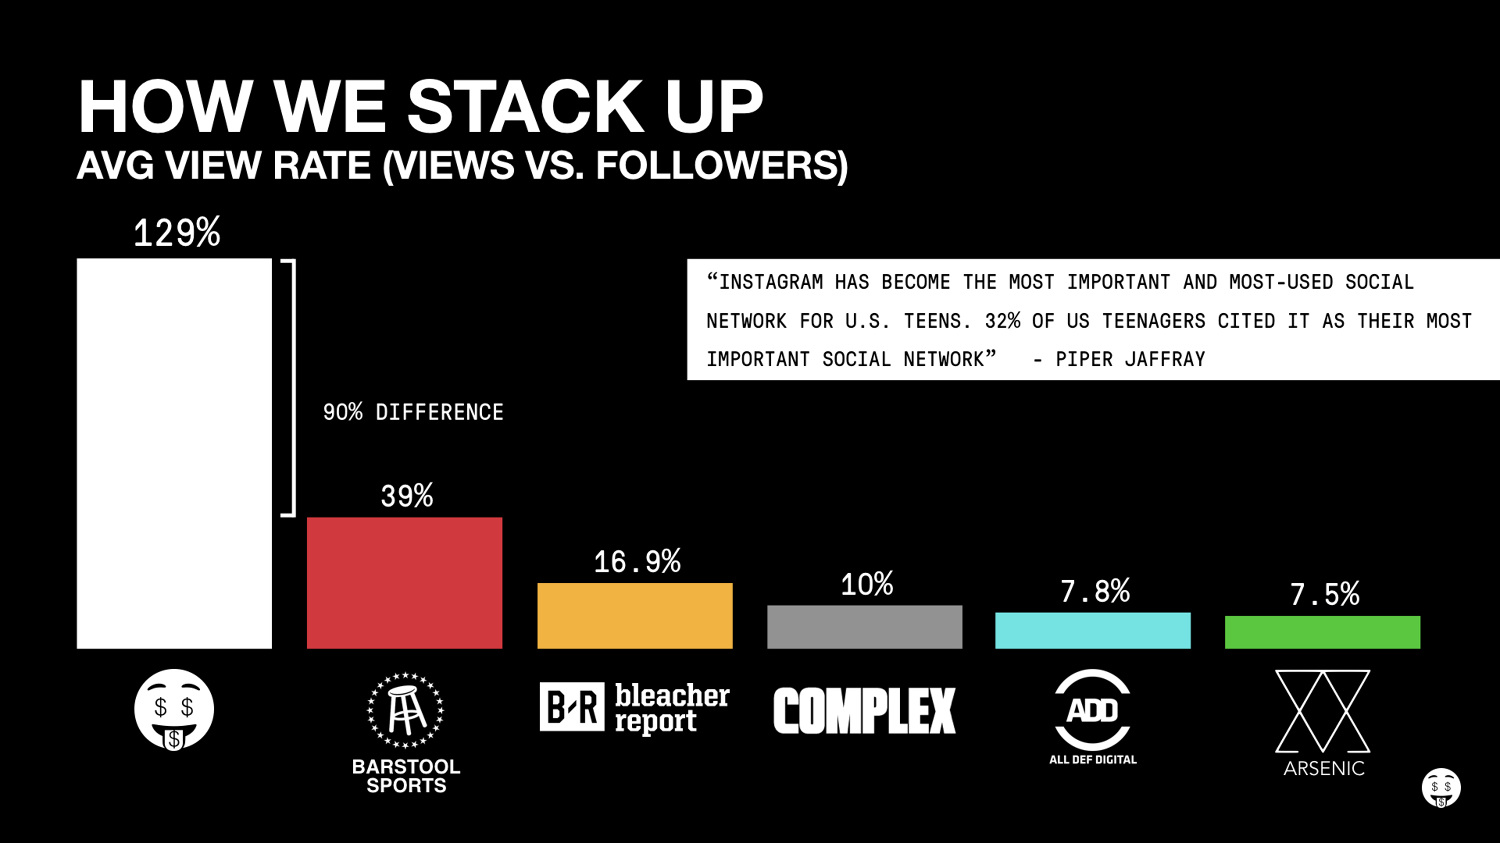 HOW WE STACK UP
AVG VIEW RATE (VIEWS VS. FOLLOWERS)
129%
“INSTAGRAM HAS BECOME THE MOST IMPORTANT AND MOST-USED SOCIAL
NETWORK FOR U.S. TEENS. 32% OF US TEENAGERS CITED IT AS THEIR MOST
IMPORTANT SOCIAL NETWORK” - PIPER JAFFRAY
90% DIFFERENCE
39%
16.9%
10%
7.8%
7.5%
$ $
$
BARSTOOL
SPORTS
B-R
bleacher
report
COMPLEX
ADD
ALL DEF DIGITAL
ARSENIC
$ $
$